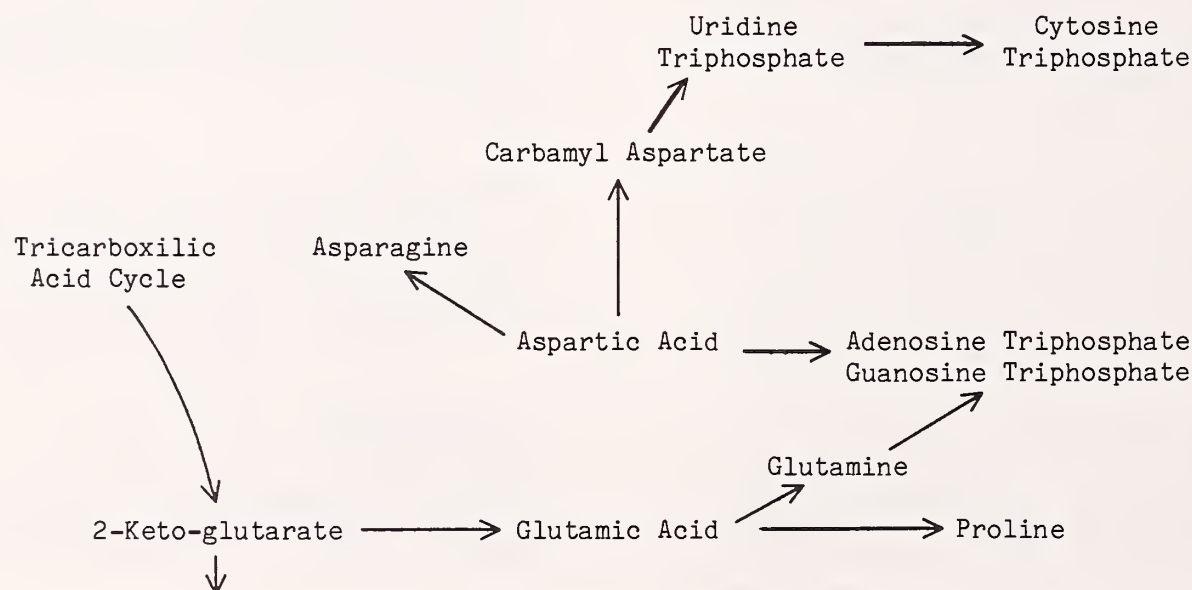 Uridine
Triphosphate
Cytosine
Triphosphate
Carbamyl Aspartate
Tricarboxilic
Acid Cycle
Asparagine
Aspartic Acid
Adenosine Triphosphate
Guanosine Triphosphate
Glutamine
2-Keto-glutarate
Glutamic Acid
Proline